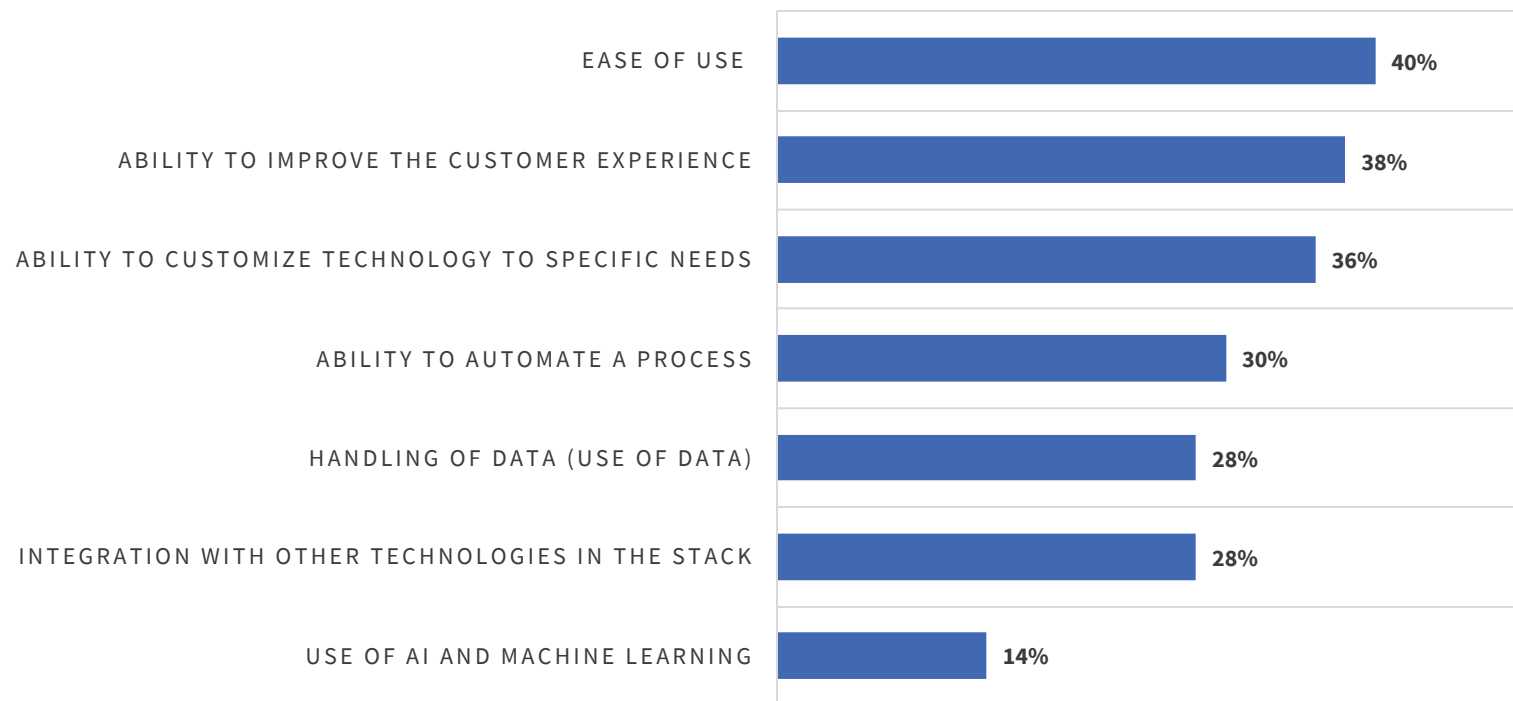 EASE OF USE 40%
ABILITY TO IMPROVE THE CUSTOMER EXPERIENCE 38%
ABILITY TO CUSTOMIZE TECHNOLOGY TO SPECIFIC NEEDS 36%
ABILITY TO AUTOMATE A PROCESS 30%
HANDLING OF DATA (USE OF DATA) 28%
INTEGRATION WITH OTHER TECHNOLOGIES IN THE STACK 28%
USE OF AI AND MACHINE LEARNING 14%